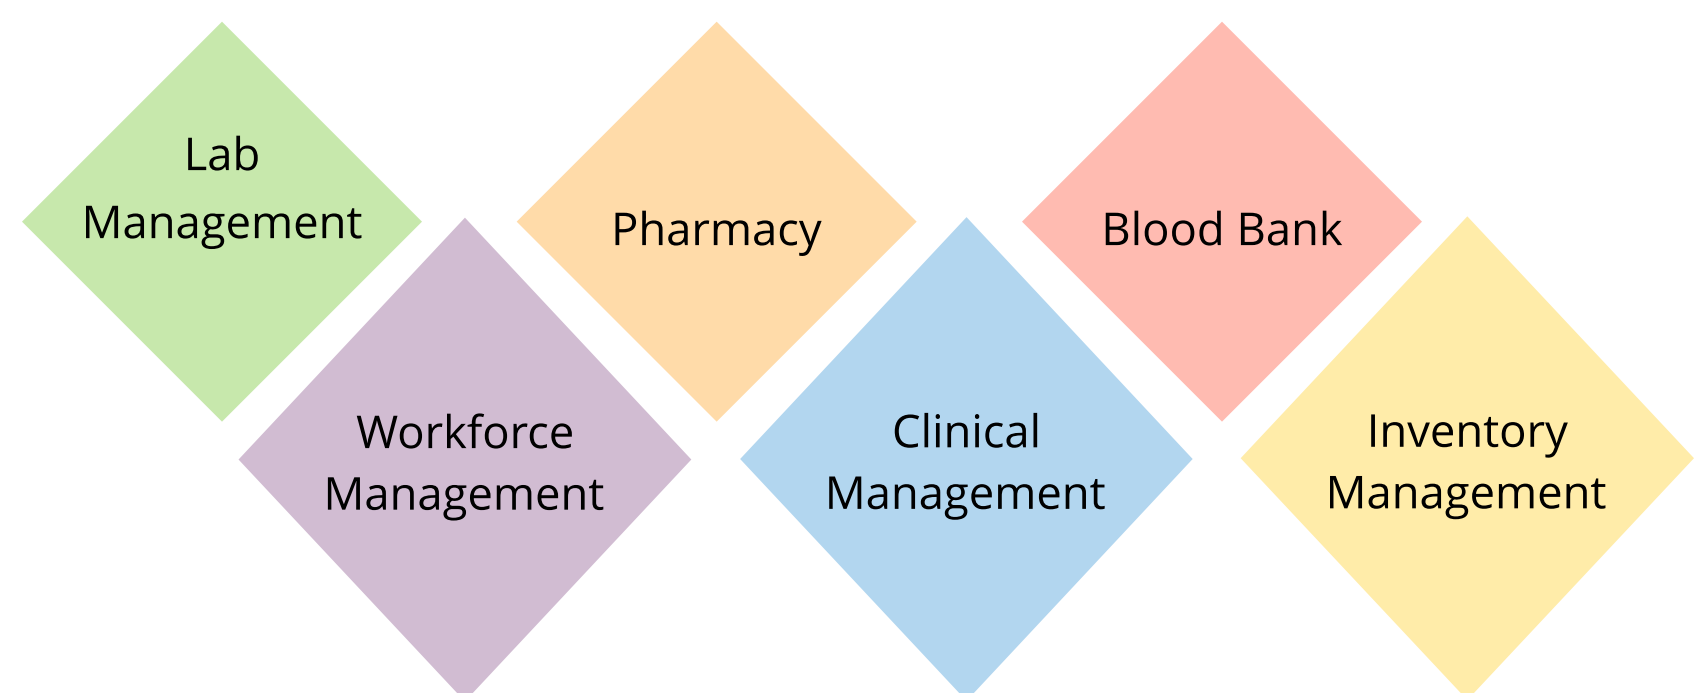 Lab
Management
Pharmacy
Blood Bank
Workforce
Management
Clinical
Management
Inventory
Management